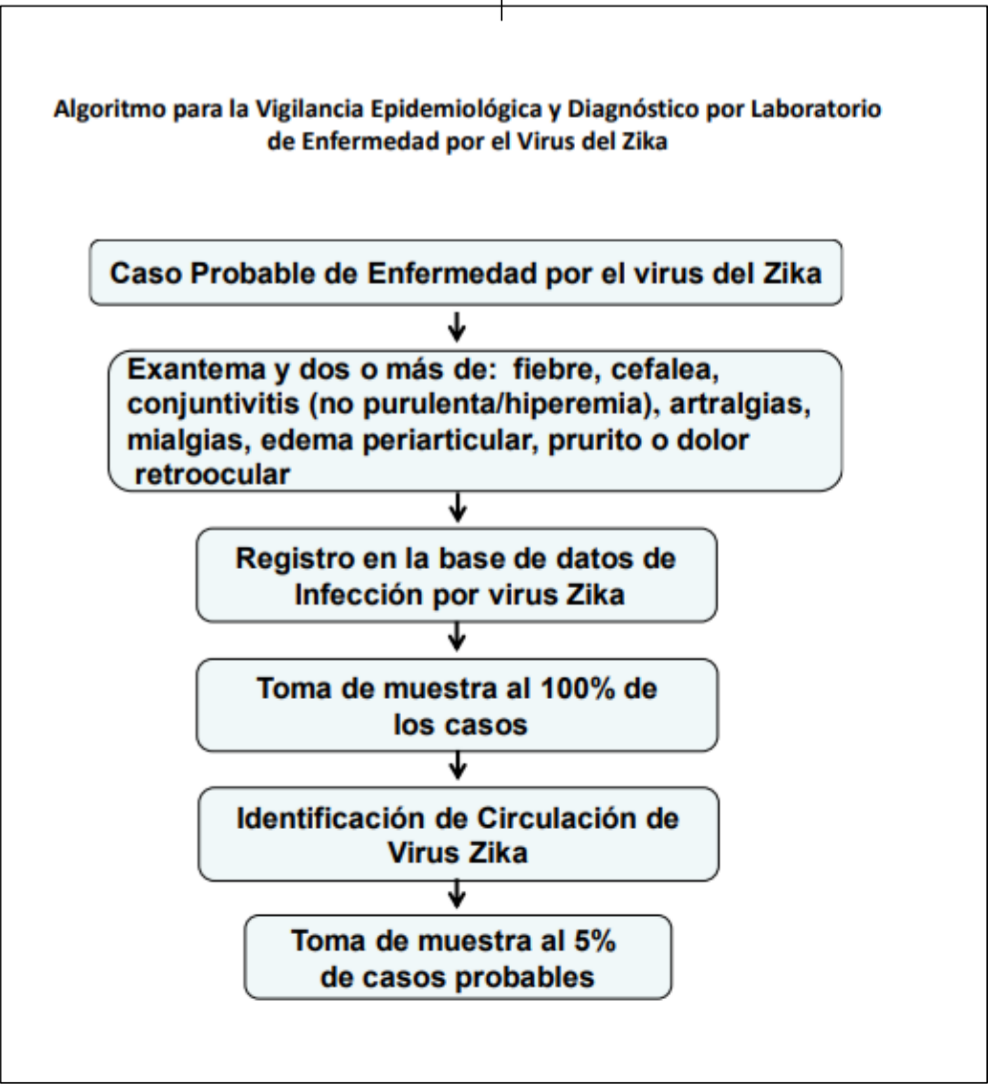 Algoritmo para la Vigilancia Epidemiológica y Diagnóstico por Laboratorio
de Enfermedad por el Virus del Zika
Caso Probable de Enfermedad por el virus del Zika
Exantema y dos o más de: fiebre, cefalea,
conjuntivitis (no purulenta/hiperemia), artralgias,
mialgias, edema periarticular, prurito o dolor
retroocular
Registro en la base de datos de
Infección por virus Zika
Toma de muestra al 100% de
los casos
Identificación de Circulación de
Virus Zika
Toma de muestra al 5%
de casos probables